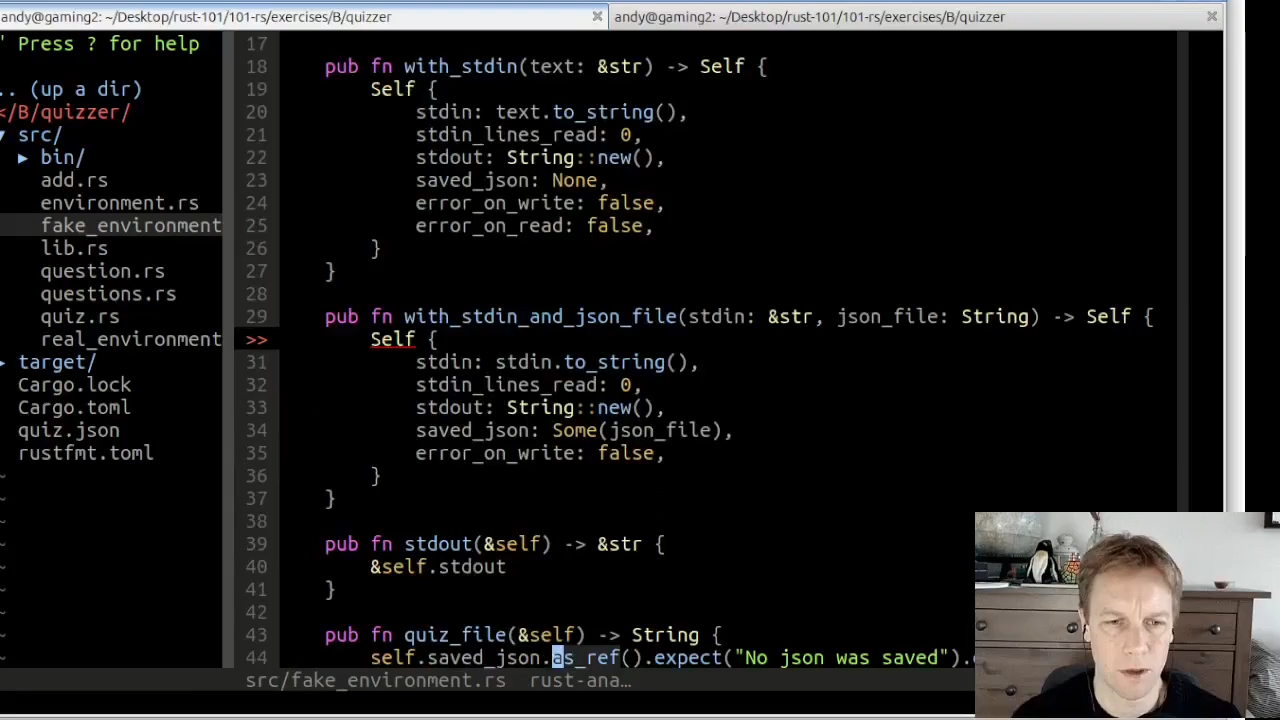 andy@gaming2: ~/Desktop/rust-101/101-rs/exercises/B/quizzer
andy@gaming2: ~/Desktop/rust-101/101-rs/exercises/B/quizzer
" Press ? for help
.. (up a dir)
</B/quizzer/
▼ src/
▶ bin/
add.rs
environment.rs
fake_environment
lib.rs
question.rs
questions.rs
quiz.rs
real_environment
▸ target/
Cargo.lock
Cargo.toml
quiz.json
rustfmt.toml
~
~
~
~
~
~
~
~
~
17
18 pub fn with_stdin(text: &str) -> Self {
19 Self {
20 stdin: text.to_string(),
21 stdin_lines_read: 0,
22 stdout: String::new(),
23 saved_json: None,
24 error_on_write: false,
25 error_on_read: false,
26 }
27 }
28
29 pub fn with_stdin_and_json_file(stdin: &str, json_file: String) -> Self {
>> Self {
31 stdin: stdin.to_string(),
32 stdin_lines_read: 0,
33 stdout: String::new(),
34 saved_json: Some(json_file),
35 error_on_write: false,
36 }
37 }
38
39 pub fn stdout(&self) -> &str {
40 &self.stdout
41 }
42
43 pub fn quiz_file(&self) -> String {
44 self.saved_json.as_ref().expect("No json was saved").
src/fake_environment.rs rust-ana…